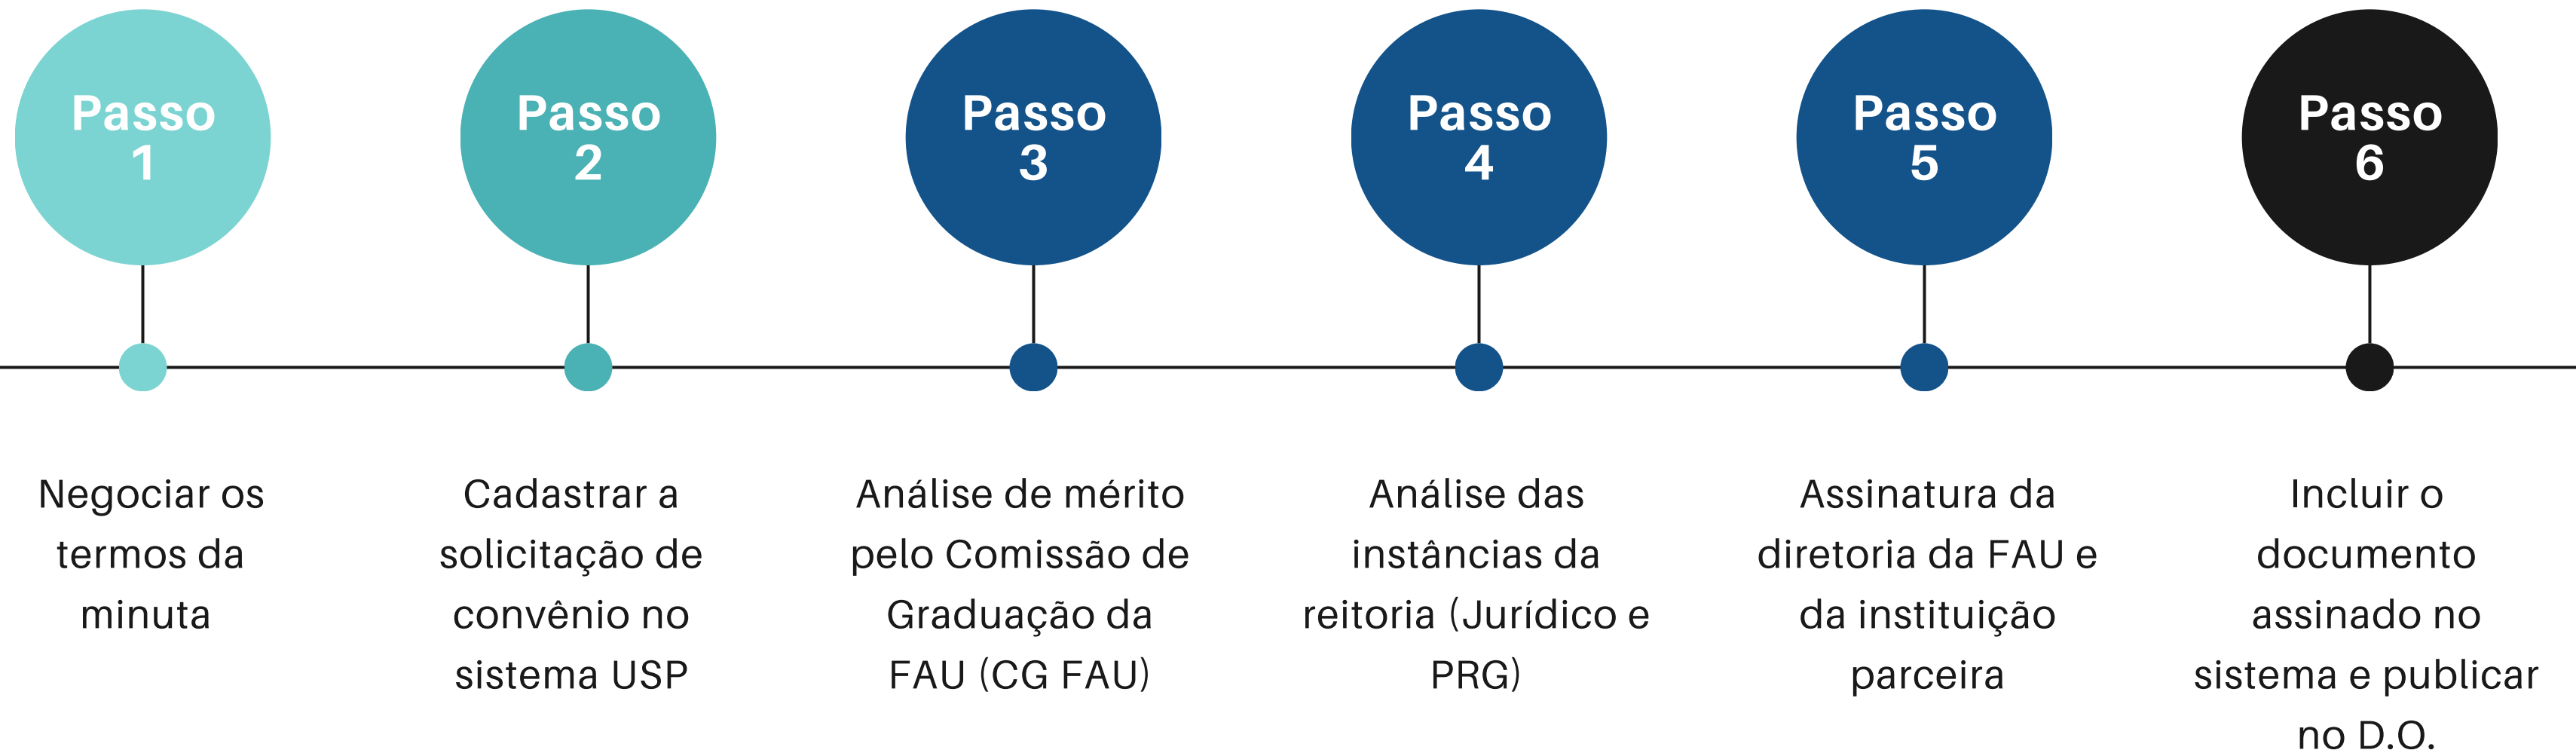 Passo
1
Passo
2
Passo
3
Passo
4
Passo
5
Passo
6
Negociar os
termos da
minuta
Cadastrar a
solicitação de
convênio no
sistema USP
Análise de mérito
pelo Comissão de
Graduação da
FAU (CG FAU)
Análise das
instâncias da
reitoria (Jurídico e
PRG)
Assinatura da
diretoria da FAU e
da instituição
parceira
Incluir o
documento
assinado no
sistema e publicar
no D.O.